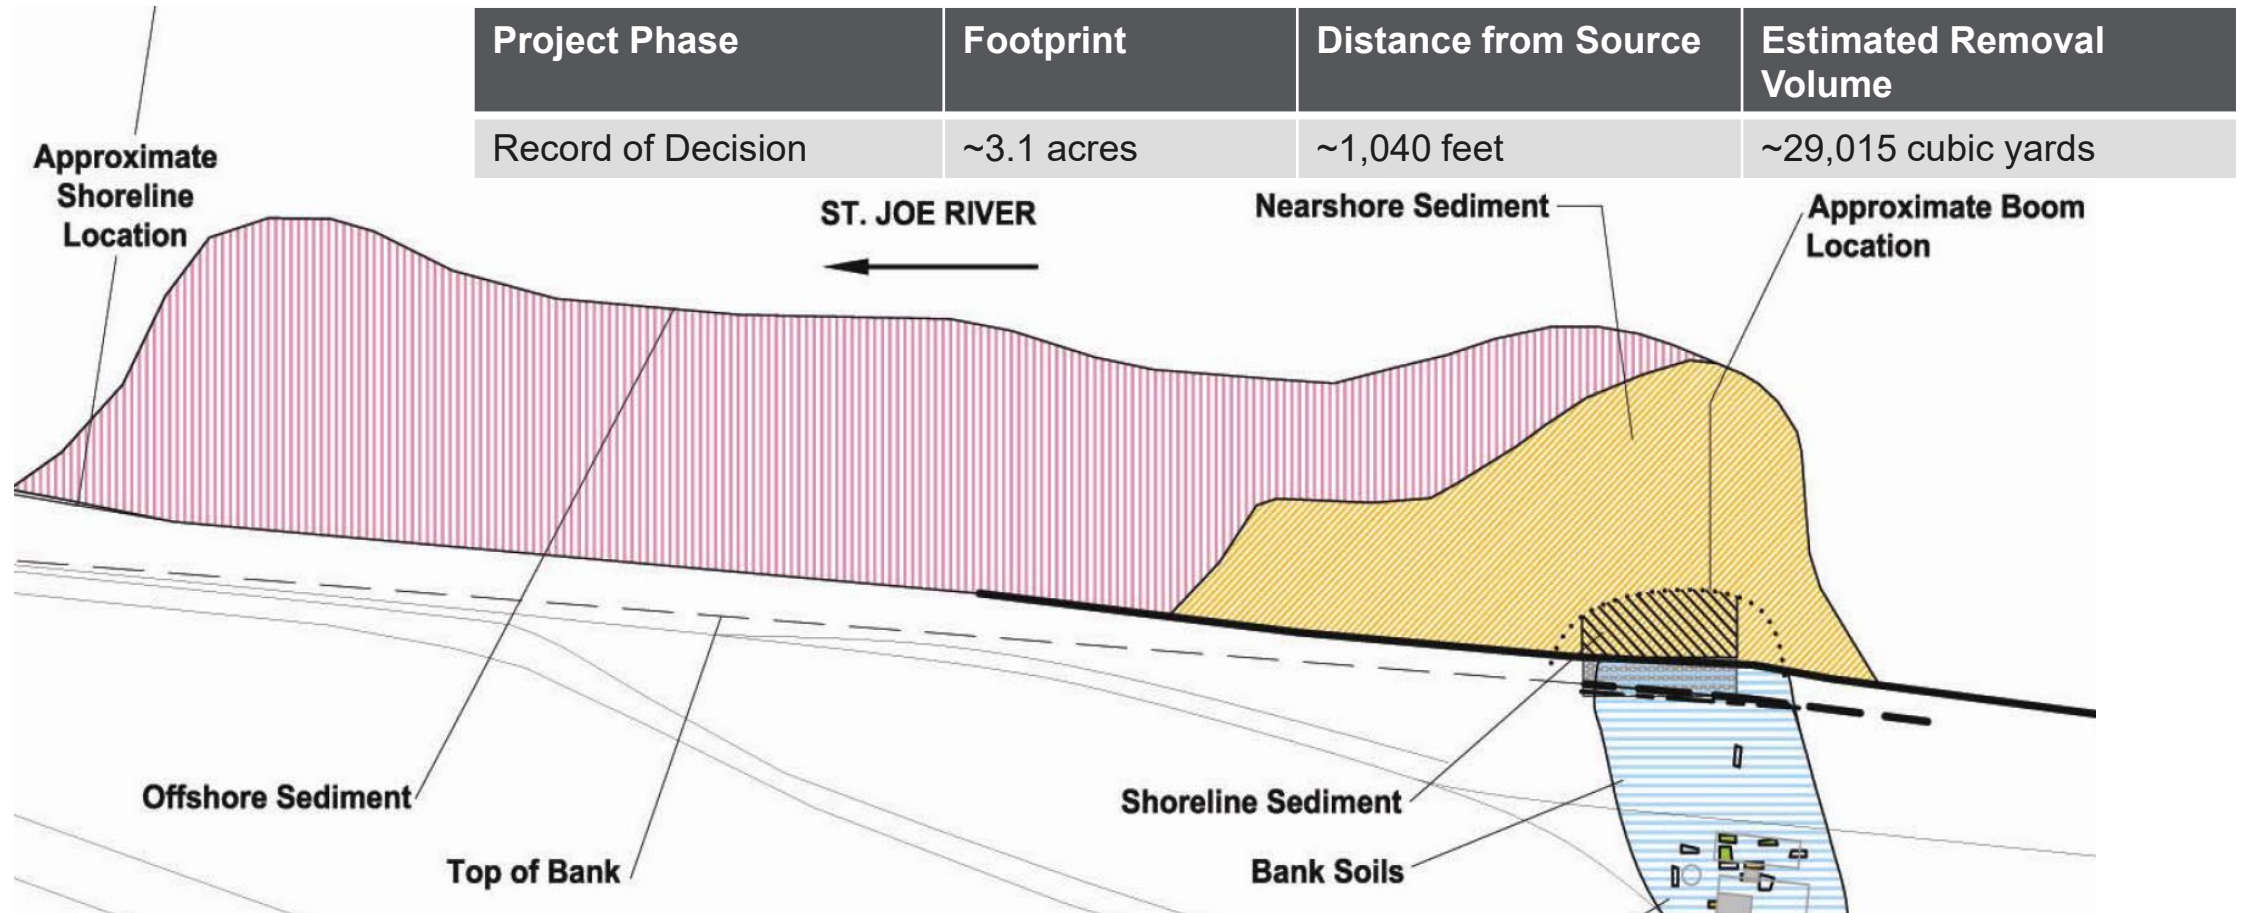 Project Phase
Footprint
Distance from Source
Estimated Removal
Volume
Record of Decision
~3.1 acres
~1,040 feet
~29,015 cubic yards
Approximate
Shoreline
Location
ST. JOE RIVER
Nearshore Sediment
Approximate Boom
Location
Offshore Sediment
Shoreline Sediment
Top of Bank
Bank Soils